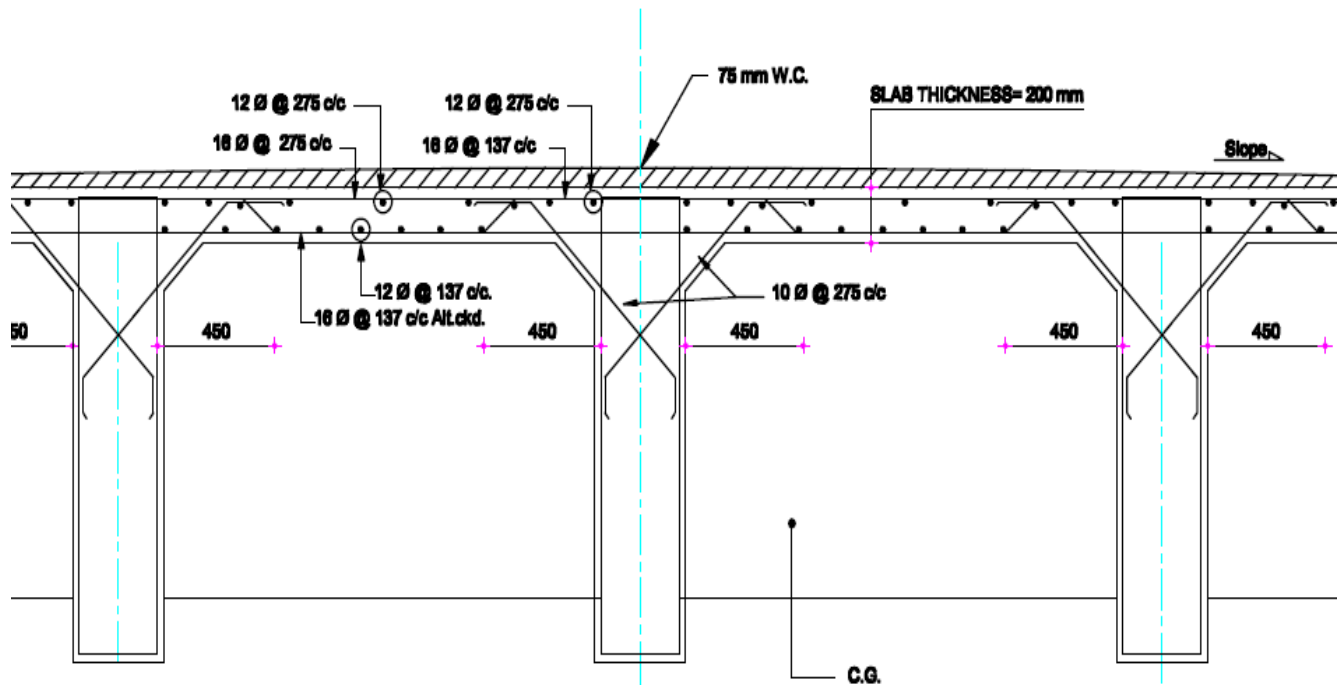 75 mm W.C.
12 Ø @ 275 c/c
12 Ø @ 275 c/c
SLAB THICKNESS= 200 mm
16 Ø @ 275 c/c
16 Ø @ 137 c/c
Slope
12 Ø @ 137 c/c.
10 Ø @ 275 c/c
16 Ø @ 137 c/c Alt.ckd.
50
450
450
450
450
450
C.G.